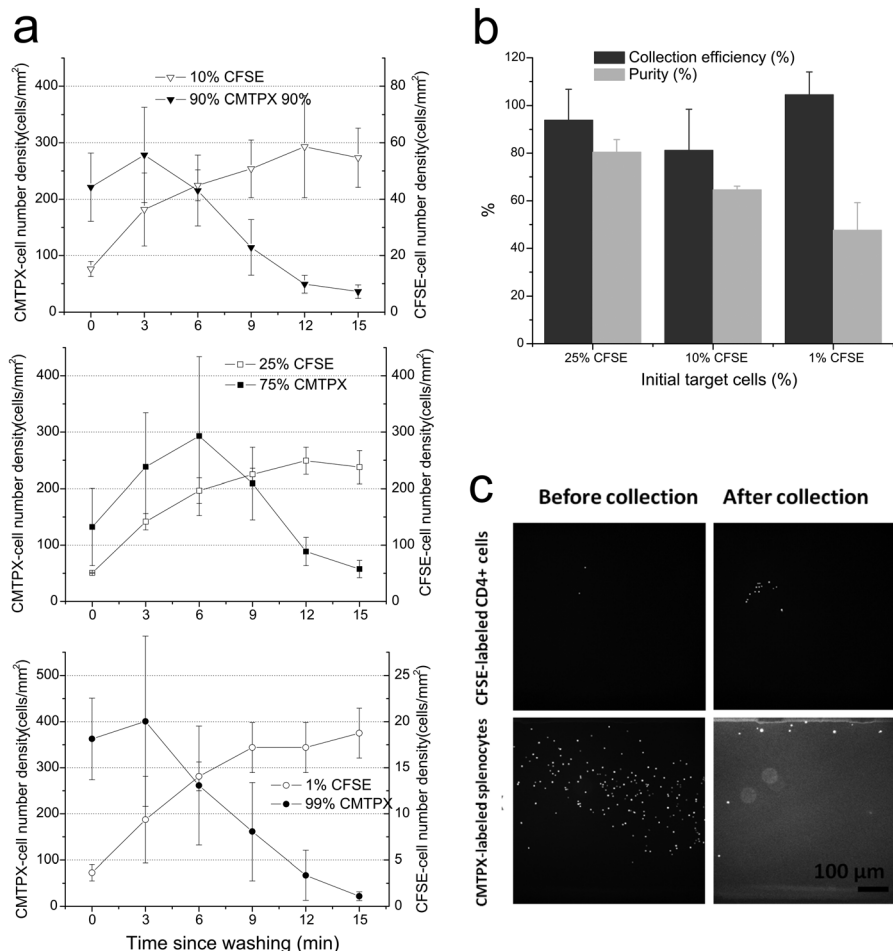 a
CMTPX-cell number density(cells/mm²)
400
300
200
100
0
10% CFSE
90% CMTPX 90%
80
60
40
20
0
CFSE-cell number density(cells/mm²)
0 3 6 9 12 15
CMTPX-cell number density(cells/mm²)
400
300
200
100
0
25% CFSE
75% CMTPX
400
300
200
100
0
CFSE-cell number density(cells/mm²)
0 3 6 9 12 15
CMTPX-cell number density(cells/mm²)
500
400
300
200
100
0
1% CFSE
99% CMTPX
25
20
15
10
5
0
CFSE-cell number density(cells/mm²)
0 3 6 9 12 15
Time since washing (min)
b
%
120
100
80
60
40
20
0
Collection efficiency (%)
Purity (%)
25% CFSE 10% CFSE 1% CFSE
Initial target cells (%)
c
Before collection After collection
CFSE-labeled CD4+ cells
CMTPX-labeled splenocytes
100 µm